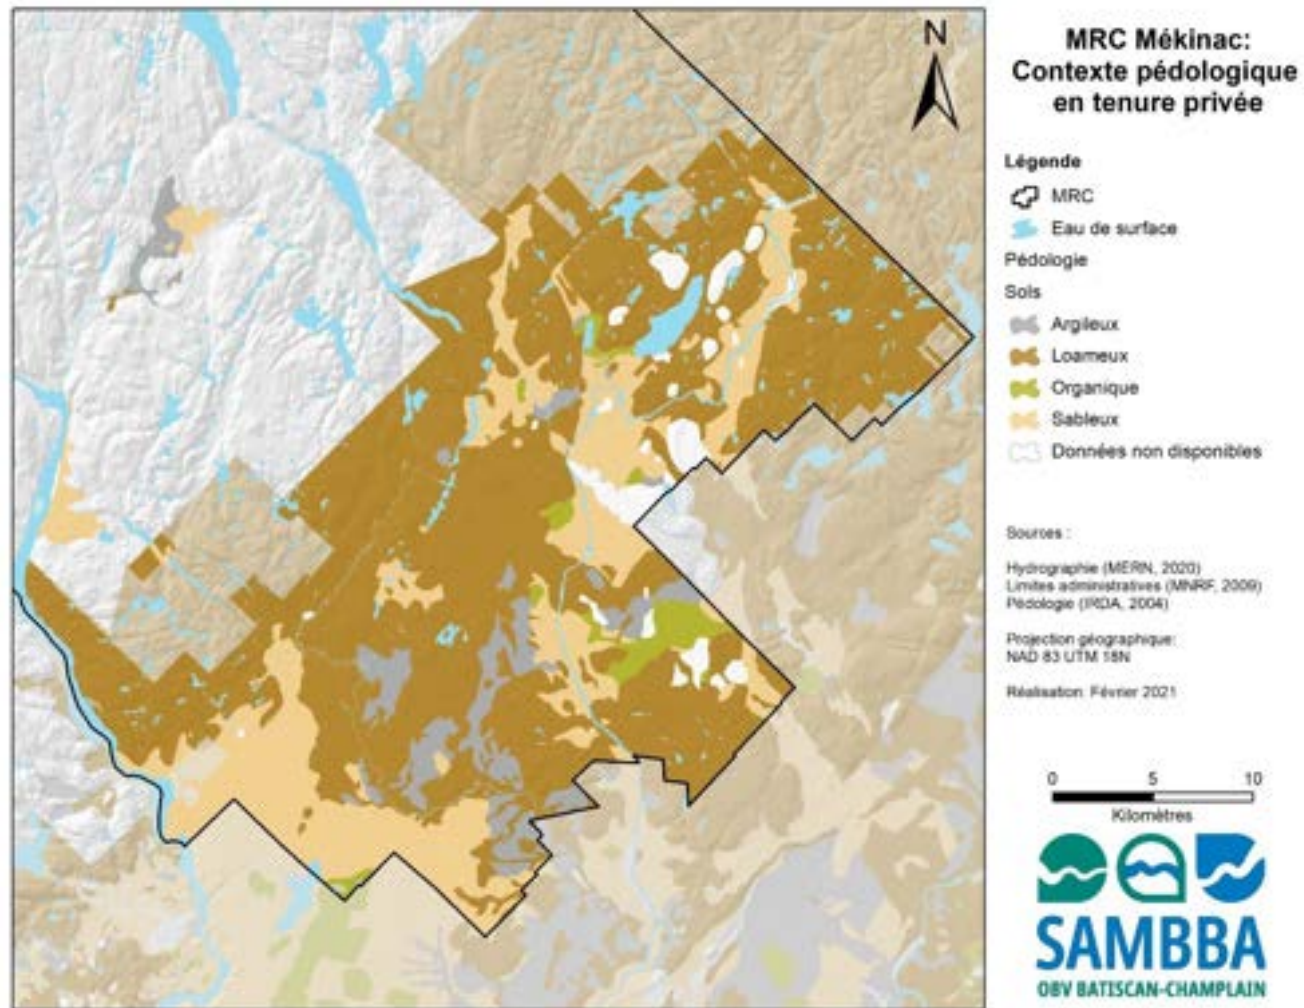 N
MRC Mékinac:
Contexte pédologique
en tenure privée
Légende
MRC
Eau de surface
Pédologie
Sols
Argileux
Loameux
Organique
Sableux
Données non disponibles
Sources :
Hydrographie (MERN, 2020)
Limites administratives (MNRF, 2009)
Pédologie (IRDA, 2004)
Projection géographique:
NAD 83 UTM 18N
Réalisation: Février 2021
0 5 10
Kilomètres
SAMBBA
OBV BATISCAN-CHAMPLAIN